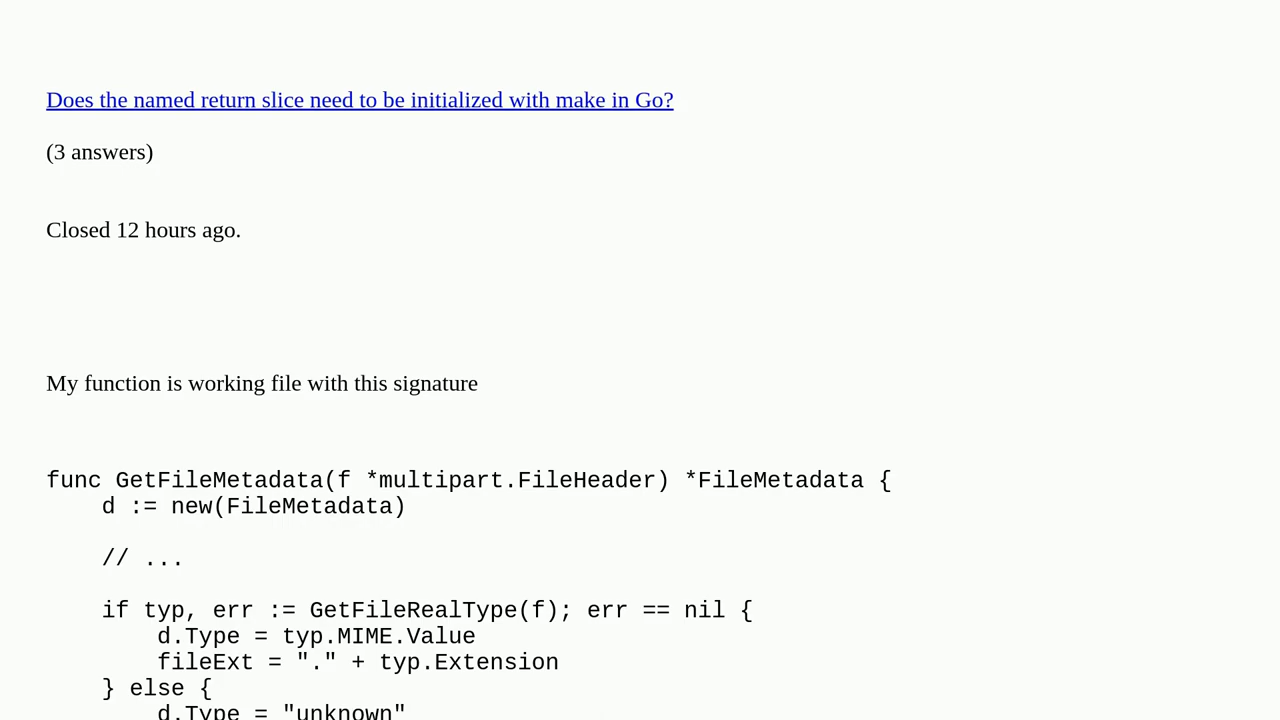 Does the named return slice need to be initialized with make in Go?
(3 answers)
Closed 12 hours ago.
My function is working file with this signature
func GetFileMetadata(f *multipart.FileHeader) *FileMetadata {
    d := new(FileMetadata)
    // ...
    if typ, err := GetFileRealType(f); err == nil {
        d.Type = typ.MIME.Value
        fileExt = "." + typ.Extension
    } else {
        d.Type = "unknown"